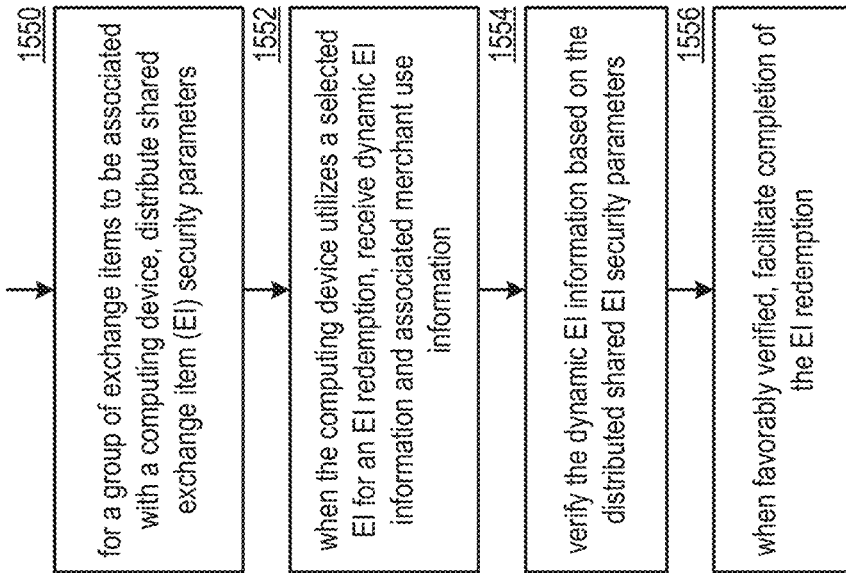 1550
for a group of exchange items to be associated
with a computing device, distribute shared
exchange item (EI) security parameters
1552
when the computing device utilizes a selected
EI for an EI redemption, receive dynamic EI
information and associated merchant use
information
1554
verify the dynamic EI information based on the
distributed shared EI security parameters
1556
when favorably verified, facilitate completion of
the EI redemption